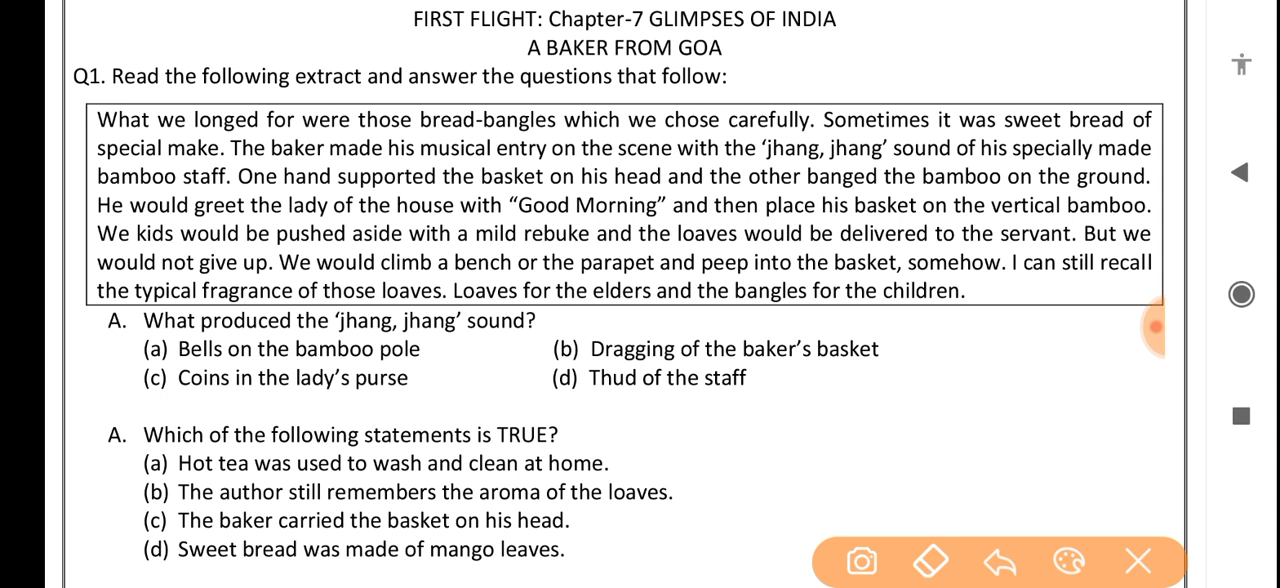 FIRST FLIGHT: Chapter-7 GLIMPSES OF INDIA
A BAKER FROM GOA
Q1. Read the following extract and answer the questions that follow:
What we longed for were those bread-bangles which we chose carefully. Sometimes it was sweet bread of
special make. The baker made his musical entry on the scene with the ‘jhang, jhang’ sound of his specially made
bamboo staff. One hand supported the basket on his head and the other banged the bamboo on the ground.
He would greet the lady of the house with “Good Morning” and then place his basket on the vertical bamboo.
We kids would be pushed aside with a mild rebuke and the loaves would be delivered to the servant. But we
would not give up. We would climb a bench or the parapet and peep into the basket, somehow. I can still recall
the typical fragrance of those loaves. Loaves for the elders and the bangles for the children.
A. What produced the ‘jhang, jhang’ sound?
(a) Bells on the bamboo pole (b) Dragging of the baker’s basket
(c) Coins in the lady’s purse (d) Thud of the staff
A. Which of the following statements is TRUE?
(a) Hot tea was used to wash and clean at home.
(b) The author still remembers the aroma of the loaves.
(c) The baker carried the basket on his head.
(d) Sweet bread was made of mango leaves.